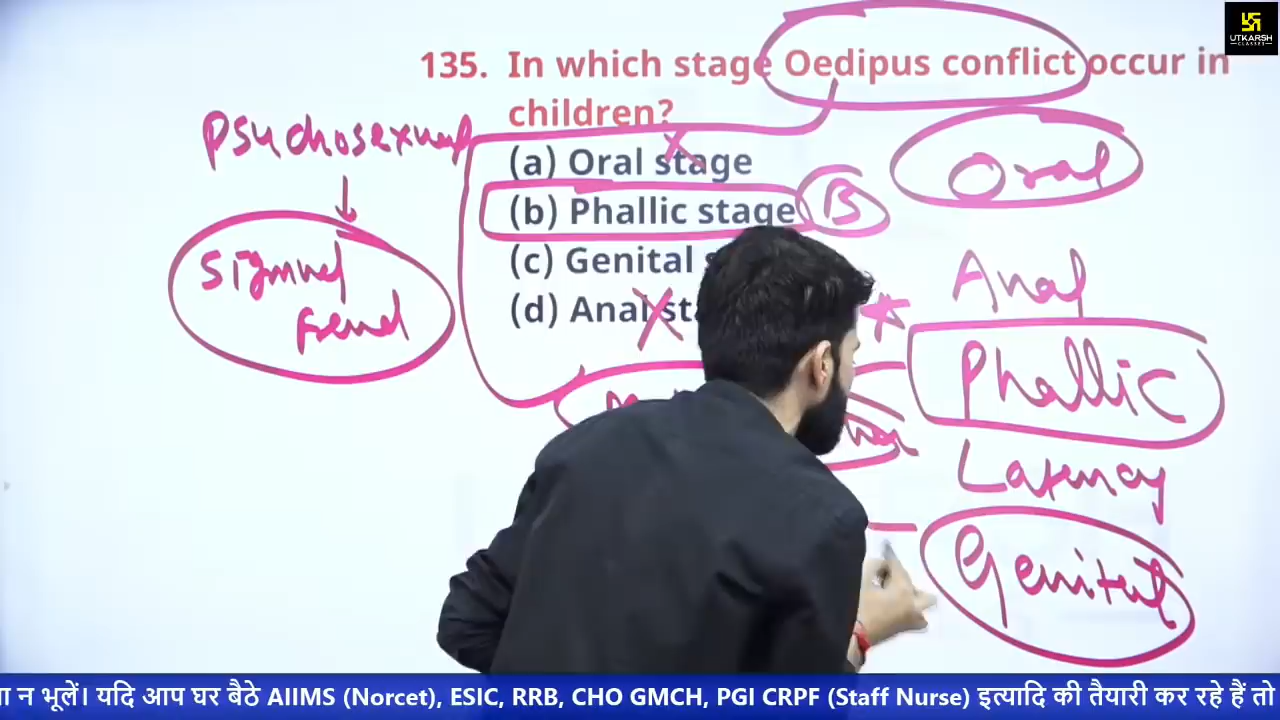 UTKARSH
CLASSES
135. In which stage Oedipus conflict occur in
children?
(a) Oral stage
(b) Phallic stage
(c) Genital
(d) Anal
B
Psychosexual
Oral
Anal
Phallic
Latency
Genital
न भूलें। यदि आप घर बैठे AIIMS (Norcet), ESIC, RRB, CHO GMCH, PGI CRPF (Staff Nurse) इत्यादि की तैयारी कर रहे हैं तो